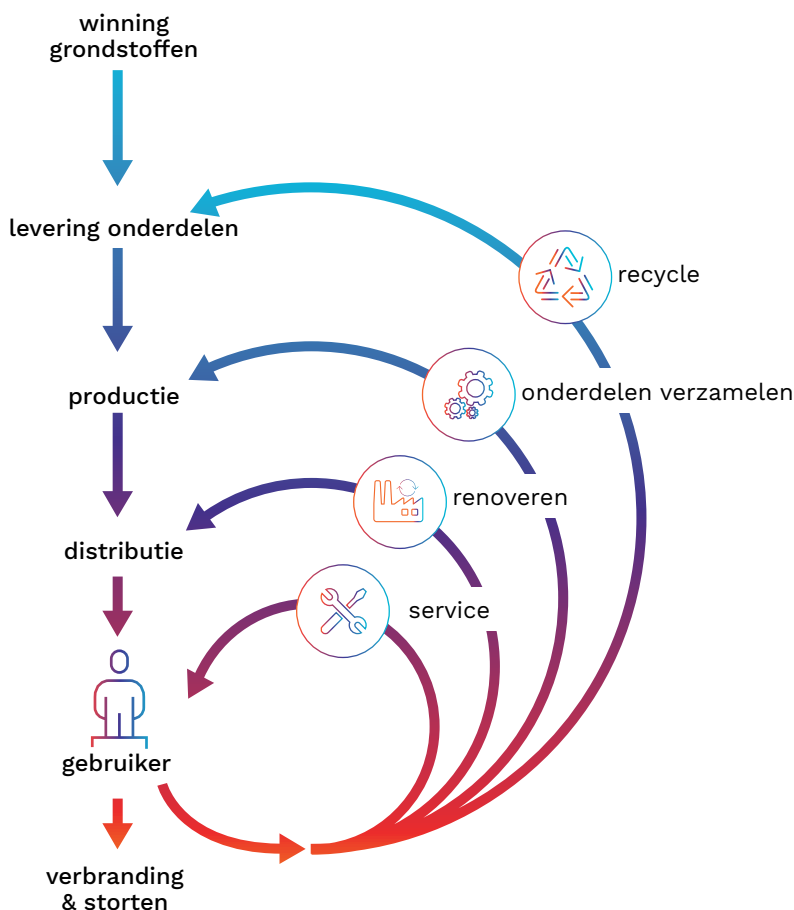 winning
grondstoffen
levering onderdelen
recycle
productie
onderdelen verzamelen
renoveren
distributie
service
gebruiker
verbranding
& storten